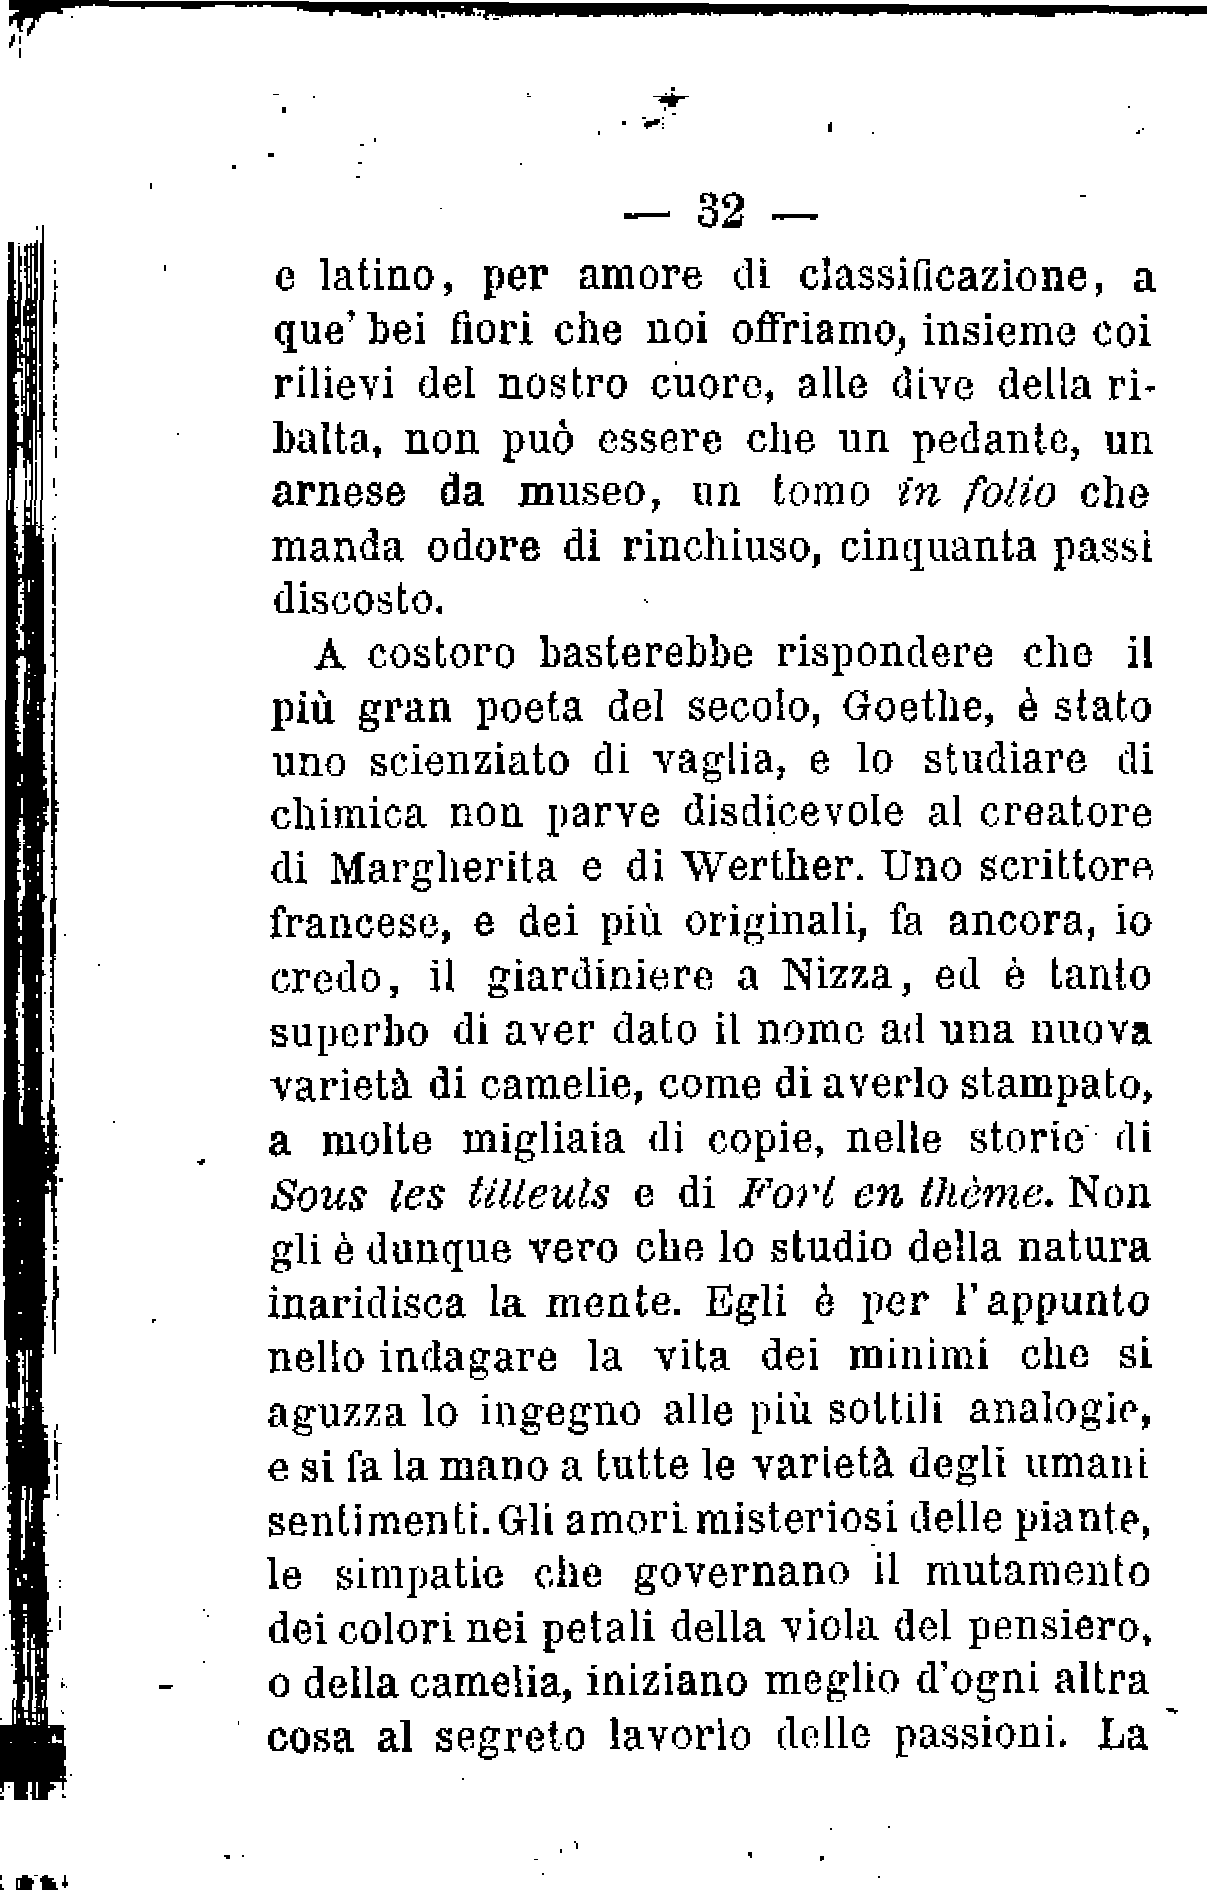 — 32 —
e latino, per amore di classificazione, a
que' bei fiori che noi offriamo, insieme coi
rilievi del nostro cuore, alle dive della ri-
balta, non può essere che un pedante, un
arnese da museo, un tomo in folio che
manda odore di rinchiuso, cinquanta passi
discosto.
A costoro basterebbe rispondere che il
più gran poeta del secolo, Goethe, è stato
uno scienziato di vaglia, e lo studiare di
chimica non parve disdicevole al creatore
di Margherita e di Werther. Uno scrittore
francese, e dei più originali, fa ancora, io
credo, il giardiniere a Nizza, ed è tanto
superbo di aver dato il nome ad una nuova
varietà di camelie, come di averlo stampato,
a molte migliaia di copie, nelle storie di
Sous les tilleuls e di Fort en thème. Non
gli è dunque vero che lo studio della natura
inaridisca la mente. Egli è per l'appunto
nello indagare la vita dei minimi che si
aguzza lo ingegno alle più sottili analogie,
e si fa la mano a tutte le varietà degli umani
sentimenti. Gli amori misteriosi delle piante,
le simpatie che governano il mutamento
dei colori nei petali della viola del pensiero,
o della camelia, iniziano meglio d'ogni altra
cosa al segreto lavorìo delle passioni. La